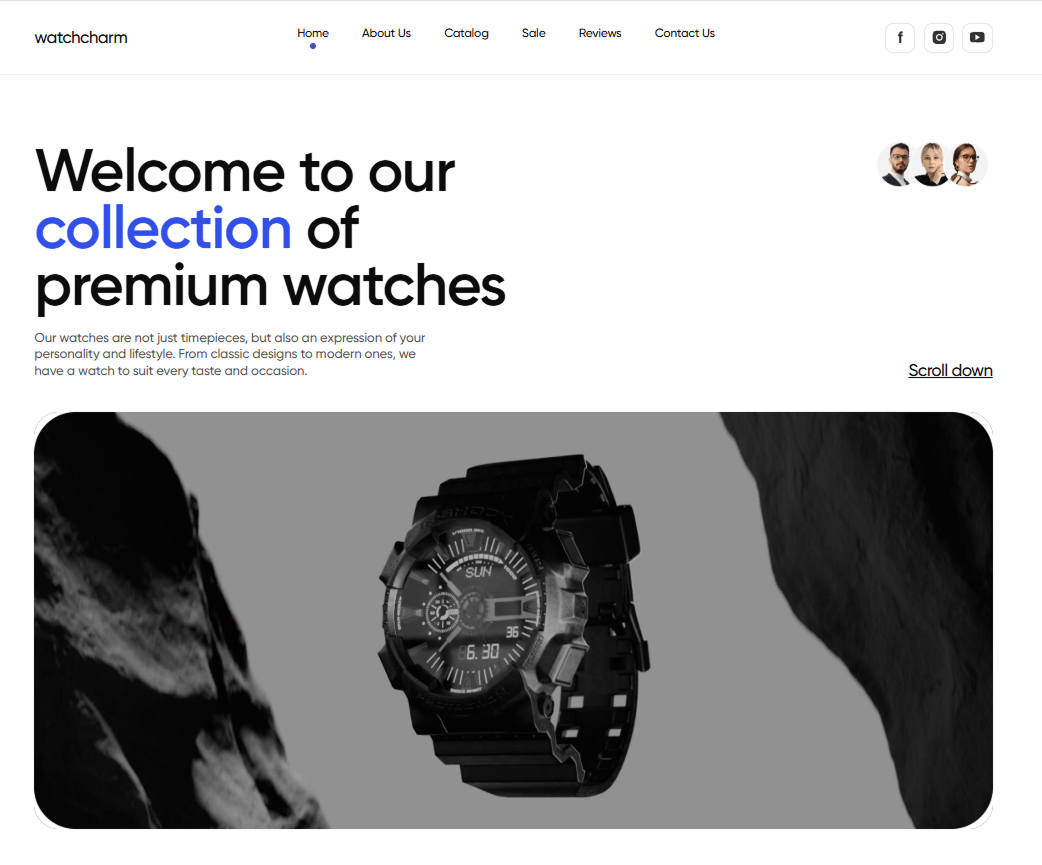 watchcharm
Home
About Us
Catalog
Sale
Reviews
Contact Us
Welcome to our
collection of
premium watches
Our watches are not just timepieces, but also an expression of your
personality and lifestyle. From classic designs to modern ones, we
have a watch to suit every taste and occasion.
Scroll down
SUN
36
6:30